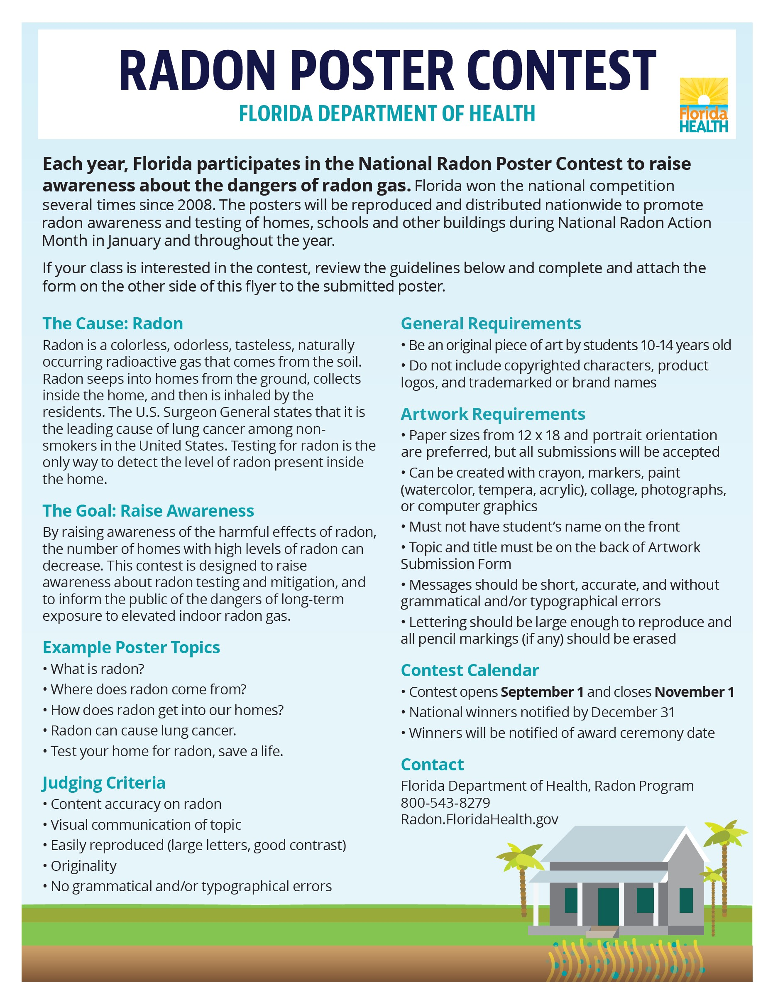 RADON POSTER CONTEST
FLORIDA DEPARTMENT OF HEALTH
Florida
HEALTH
Each year, Florida participates in the National Radon Poster Contest to raise
awareness about the dangers of radon gas. Florida won the national competition
several times since 2008. The posters will be reproduced and distributed nationwide to promote
radon awareness and testing of homes, schools and other buildings during National Radon Action
Month in January and throughout the year.
If your class is interested in the contest, review the guidelines below and complete and attach the
form on the other side of this flyer to the submitted poster.
The Cause: Radon
Radon is a colorless, odorless, tasteless, naturally
occurring radioactive gas that comes from the soil.
Radon seeps into homes from the ground, collects
inside the home, and then is inhaled by the
residents. The U.S. Surgeon General states that it is
the leading cause of lung cancer among non-
smokers in the United States. Testing for radon is the
only way to detect the level of radon present inside
the home.
The Goal: Raise Awareness
By raising awareness of the harmful effects of radon,
the number of homes with high levels of radon can
decrease. This contest is designed to raise
awareness about radon testing and mitigation, and
to inform the public of the dangers of long-term
exposure to elevated indoor radon gas.
Example Poster Topics
• What is radon?
• Where does radon come from?
• How does radon get into our homes?
• Radon can cause lung cancer.
• Test your home for radon, save a life.
Judging Criteria
• Content accuracy on radon
• Visual communication of topic
• Easily reproduced (large letters, good contrast)
• Originality
• No grammatical and/or typographical errors
General Requirements
• Be an original piece of art by students 10-14 years old
• Do not include copyrighted characters, product
logos, and trademarked or brand names
Artwork Requirements
• Paper sizes from 12 x 18 and portrait orientation
are preferred, but all submissions will be accepted
• Can be created with crayon, markers, paint
(watercolor, tempera, acrylic), collage, photographs,
or computer graphics
• Must not have student's name on the front
• Topic and title must be on the back of Artwork
Submission Form
• Messages should be short, accurate, and without
grammatical and/or typographical errors
• Lettering should be large enough to reproduce and
all pencil markings (if any) should be erased
Contest Calendar
• Contest opens September 1 and closes November 1
• National winners notified by December 31
• Winners will be notified of award ceremony date
Contact
Florida Department of Health, Radon Program
800-543-8279
Radon.FloridaHealth.gov